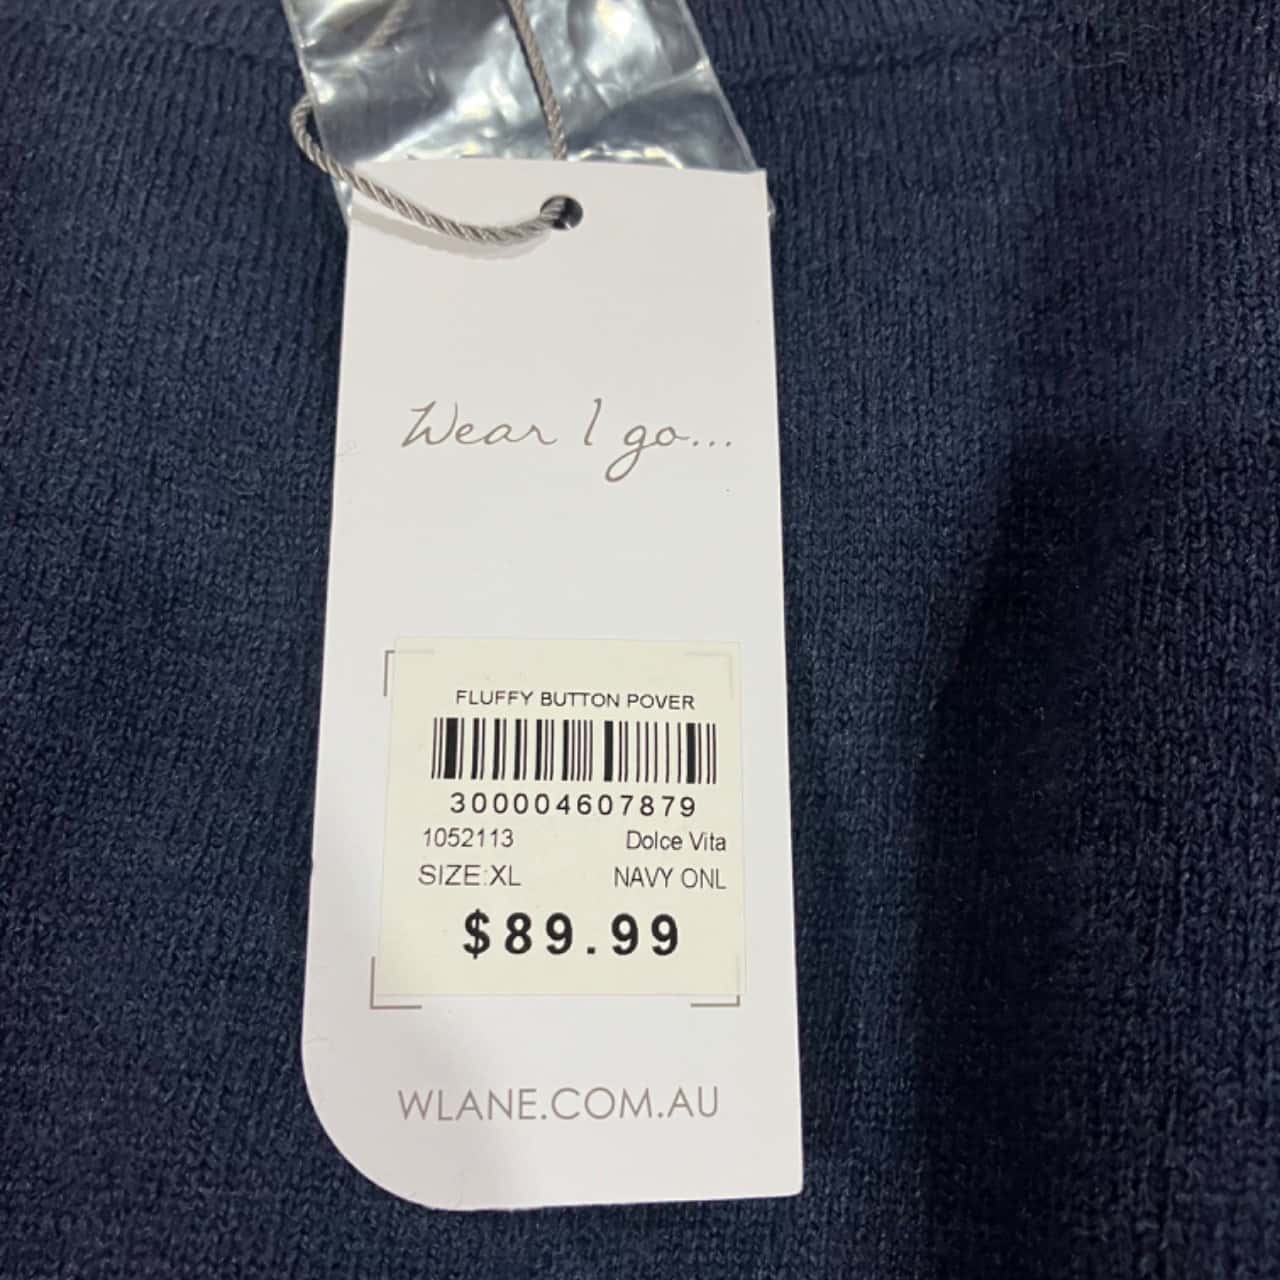 Wear I go...
FLUFFY BUTTON POVER
300004607879
1052113 Dolce Vita
SIZE:XL NAVY ONL
$89.99
WLANE.COM.AU